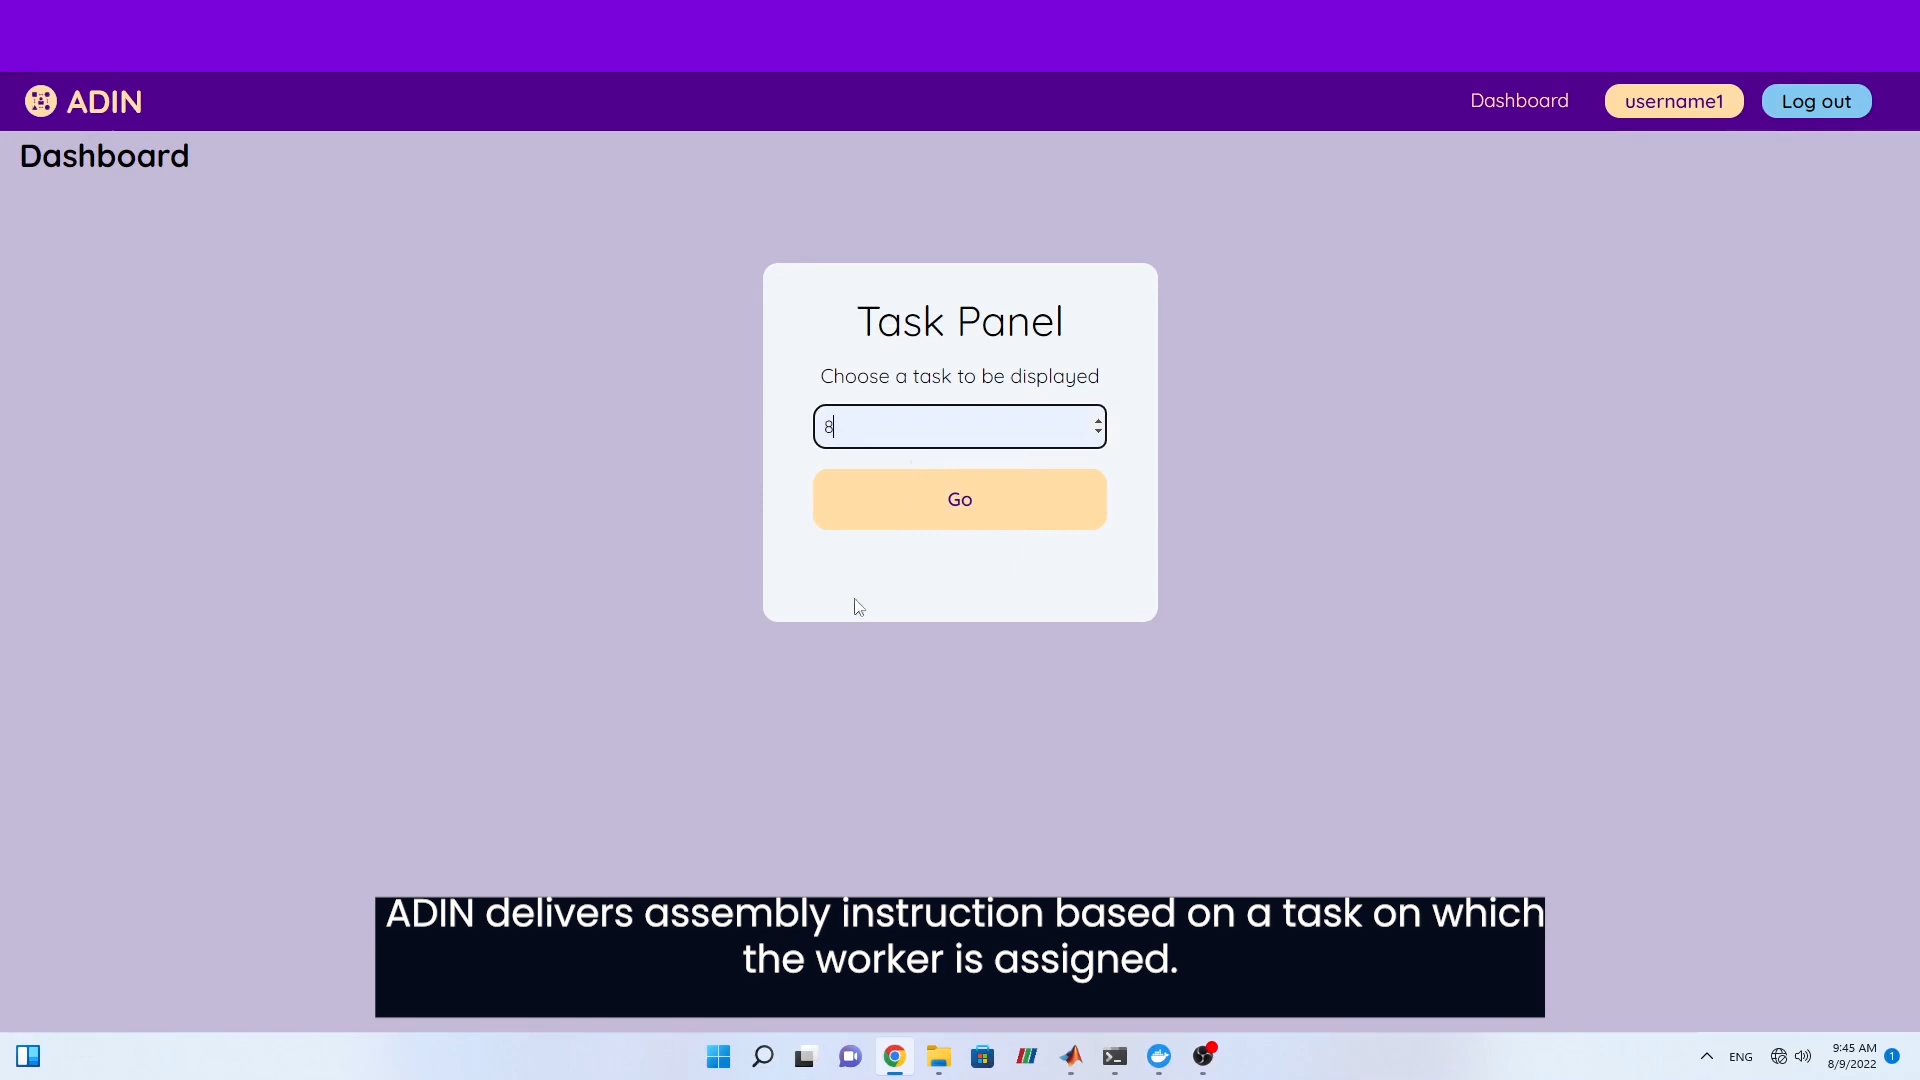 ADIN
Dashboard
username1
Log out
Dashboard
Task Panel
Choose a task to be displayed
8
Go
ADIN delivers assembly instruction based on a task on which
the worker is assigned.
ENG
9:45 AM
8/9/2022
1